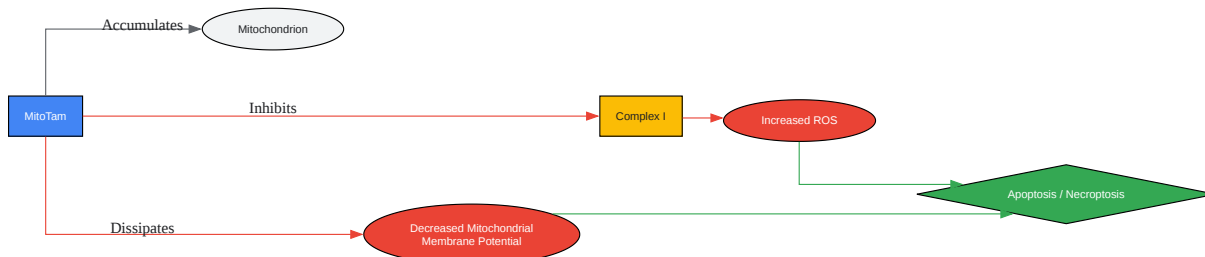 Accumulates
Mitochondrion
MitoTam
Inhibits
Complex I
Increased ROS
Apoptosis / Necroptosis
Dissipates
Decreased Mitochondrial
Membrane Potential